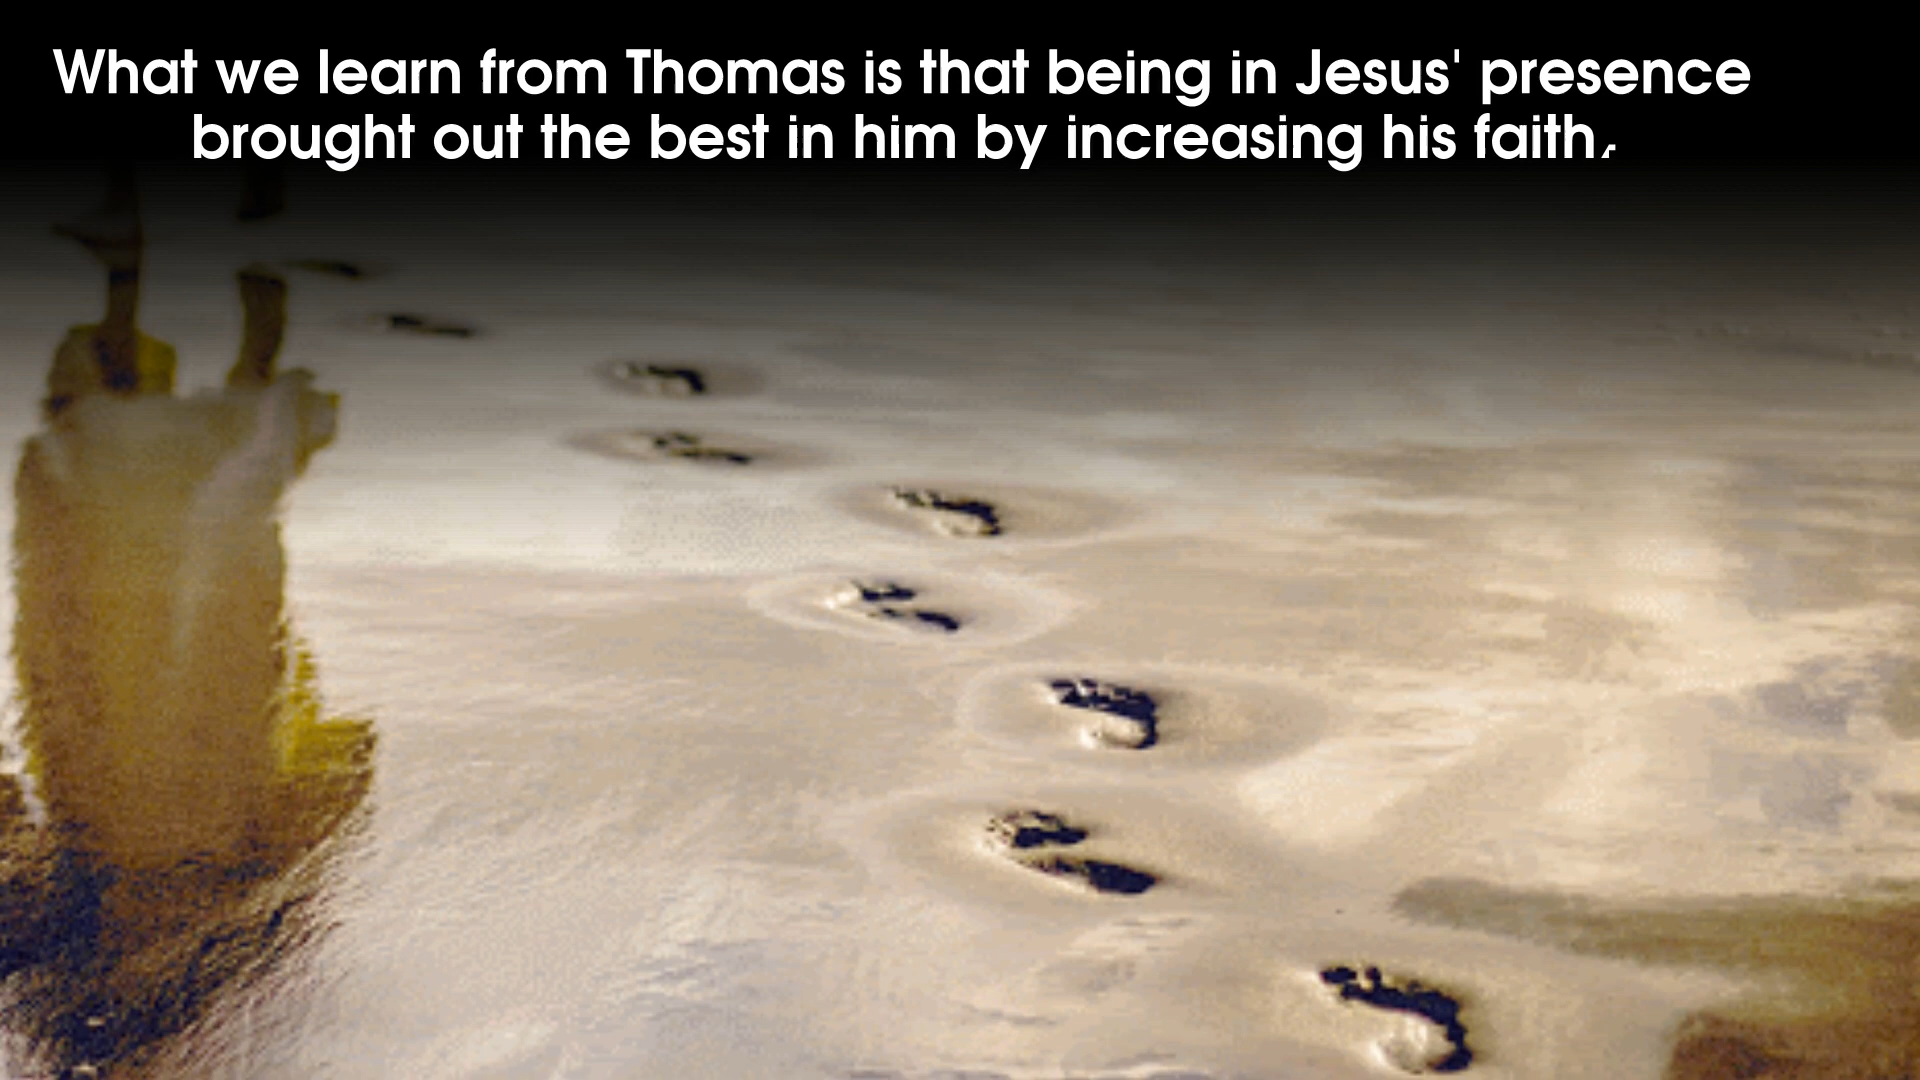 What we learn from Thomas is that being in Jesus' presence
brought out the best in him by increasing his faith.